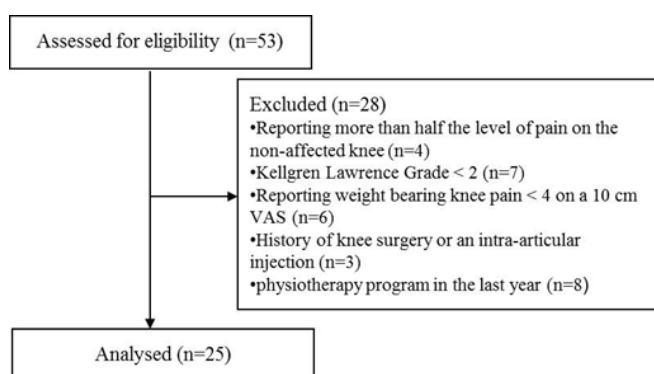 Assessed for eligibility (n=53)
Excluded (n=28)
•Reporting more than half the level of pain on the
non-affected knee (n=4)
•Kellgren Lawrence Grade < 2 (n=7)
•Reporting weight bearing knee pain < 4 on a 10 cm
VAS (n=6)
•History of knee surgery or an intra-articular
injection (n=3)
•physiotherapy program in the last year (n=8)
Analysed (n=25)